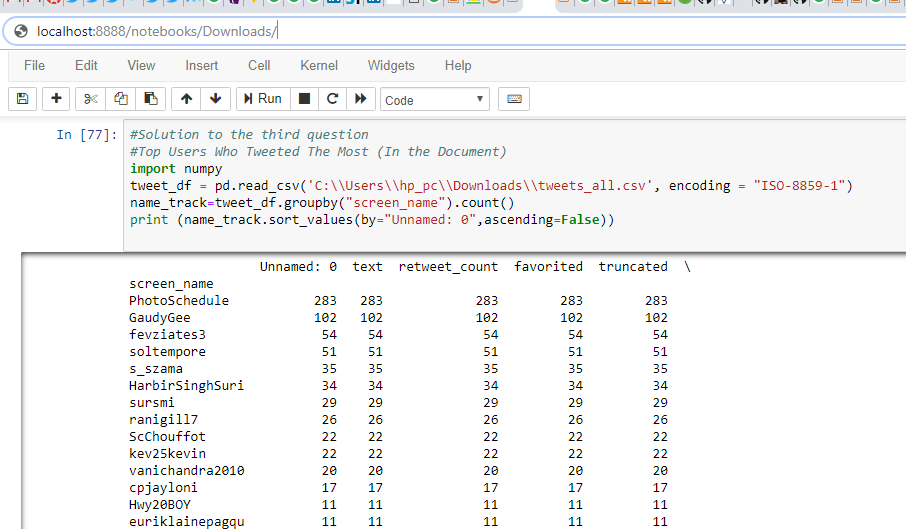 localhost:8888/notebooks/Downloads/
File Edit View Insert Cell Kernel Widgets Help
Run Code
In [77]: #Solution to the third question
#Top Users Who Tweeted The Most (In the Document)
import numpy
tweet_df = pd.read_csv('C:\\Users\\hp_pc\\Downloads\\tweets_all.csv', encoding = "ISO-8859-1")
name_track=tweet_df.groupby("screen_name").count()
print (name_track.sort_values(by="Unnamed: 0",ascending=False))
Unnamed: 0 text retweet_count favorited truncated \
screen_name
PhotoSchedule 283 283 283 283 283
GaudyGee 102 102 102 102 102
fevziates3 54 54 54 54 54
soltempore 51 51 51 51 51
s_szama 35 35 35 35 35
HarbirSinghSuri 34 34 34 34 34
sursmi 29 29 29 29 29
ranigill7 26 26 26 26 26
ScChouffot 22 22 22 22 22
kev25kevin 22 22 22 22 22
vanichandra2010 20 20 20 20 20
cpjayloni 17 17 17 17 17
Hwy20BOY 11 11 11 11 11
euriklainepagqu 11 11 11 11 11